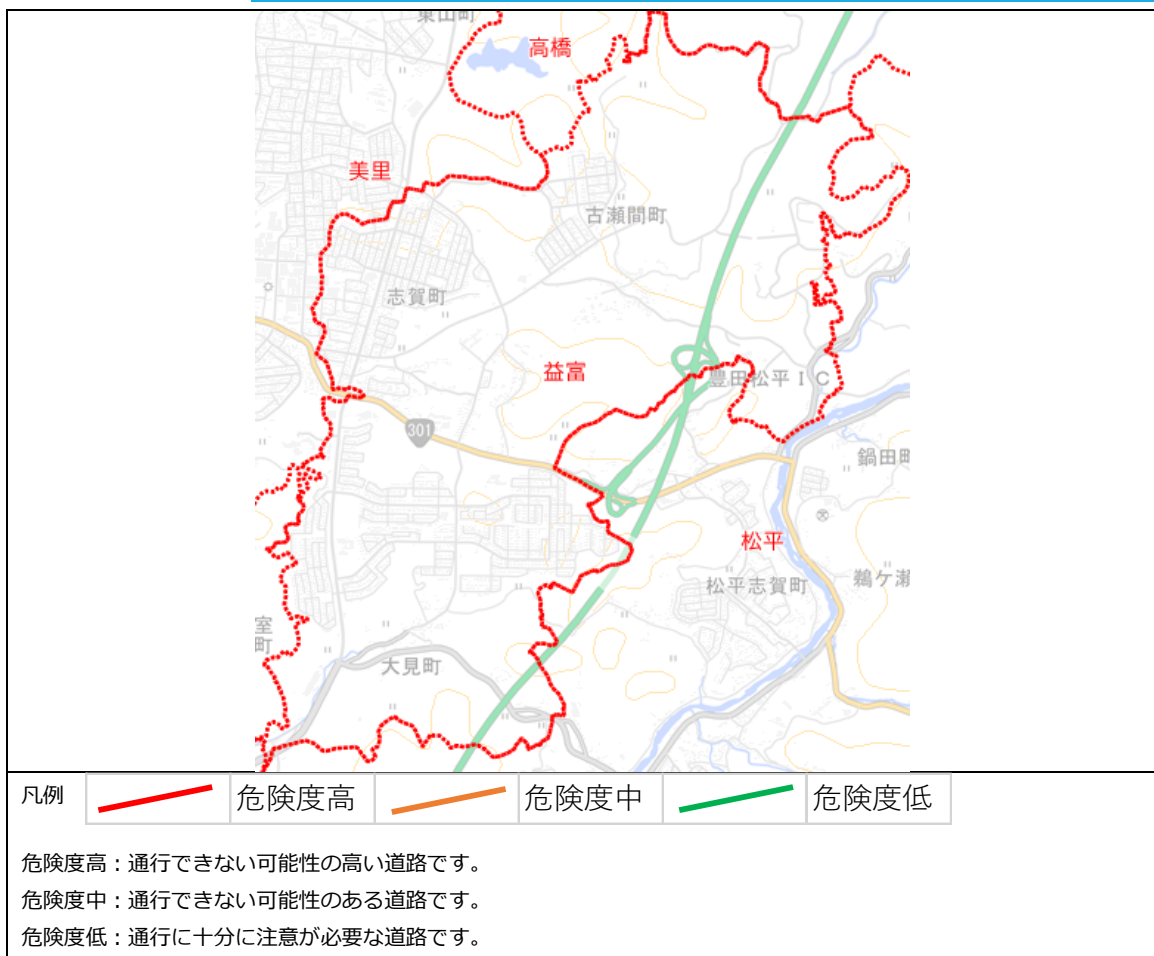 東山町
高橋
美里
古瀬間町
志賀町
益富
豊田松平IC
301
鍋田町
松平
松平志賀町
鵜ケ瀬
室
町
大見町
凡例
危険度高
危険度中
危険度低
危険度高：通行できない可能性の高い道路です。
危険度中：通行できない可能性のある道路です。
危険度低：通行に十分に注意が必要な道路です。